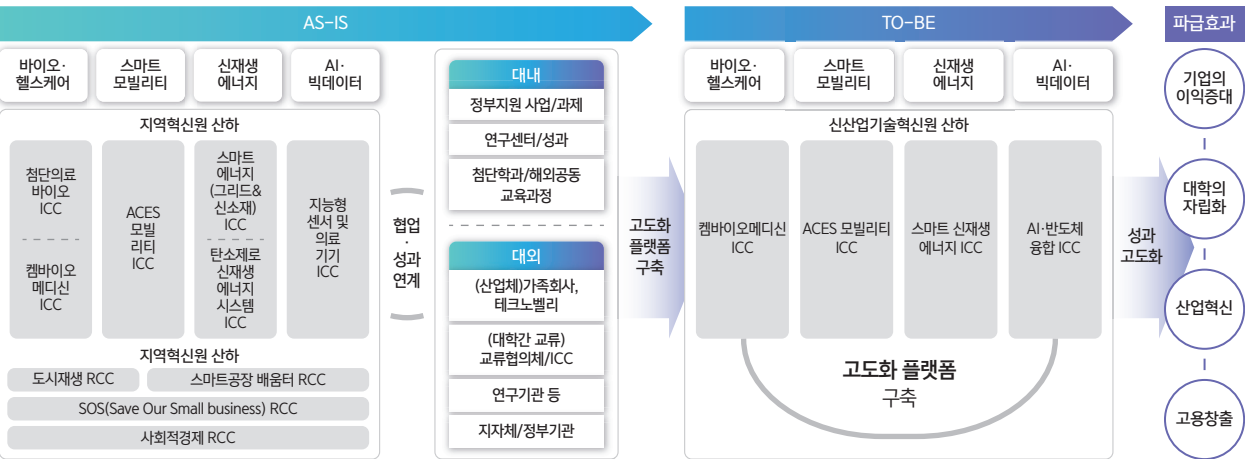 AS-IS
바이오·
헬스케어
스마트
모빌리티
신재생
에너지
AI·
빅데이터
지역혁신원 산하
첨단의료
바이오
ICC
켐바이오
메디신
ICC
ACES
모빌
리티
ICC
스마트
에너지
(그리드&
신소재)
ICC
탄소제로
신재생
에너지
시스템
ICC
지능형
센서 및
의료
기기
ICC
지역혁신원 산하
도시재생 RCC
스마트공장 배움터 RCC
SOS(Save Our Small business) RCC
사회적경제 RCC
협업
·
성과
연계
대내
정부지원 사업/과제
연구센터/성과
첨단학과/해외공동
교육과정
대외
(산업체)가족회사,
테크노벨리
(대학간 교류)
교류협의체/ICC
연구기관 등
지자체/정부기관
고도화
플랫폼
구축
TO-BE
바이오·
헬스케어
스마트
모빌리티
신재생
에너지
AI·
빅데이터
신산업기술혁신원 산하
켐바이오메디신
ICC
ACES 모빌리티
ICC
스마트 신재생
에너지 ICC
AI·반도체
융합 ICC
고도화 플랫폼
구축
성과
고도화
파급효과
기업의
이익증대
대학의
자립화
산업혁신
고용창출